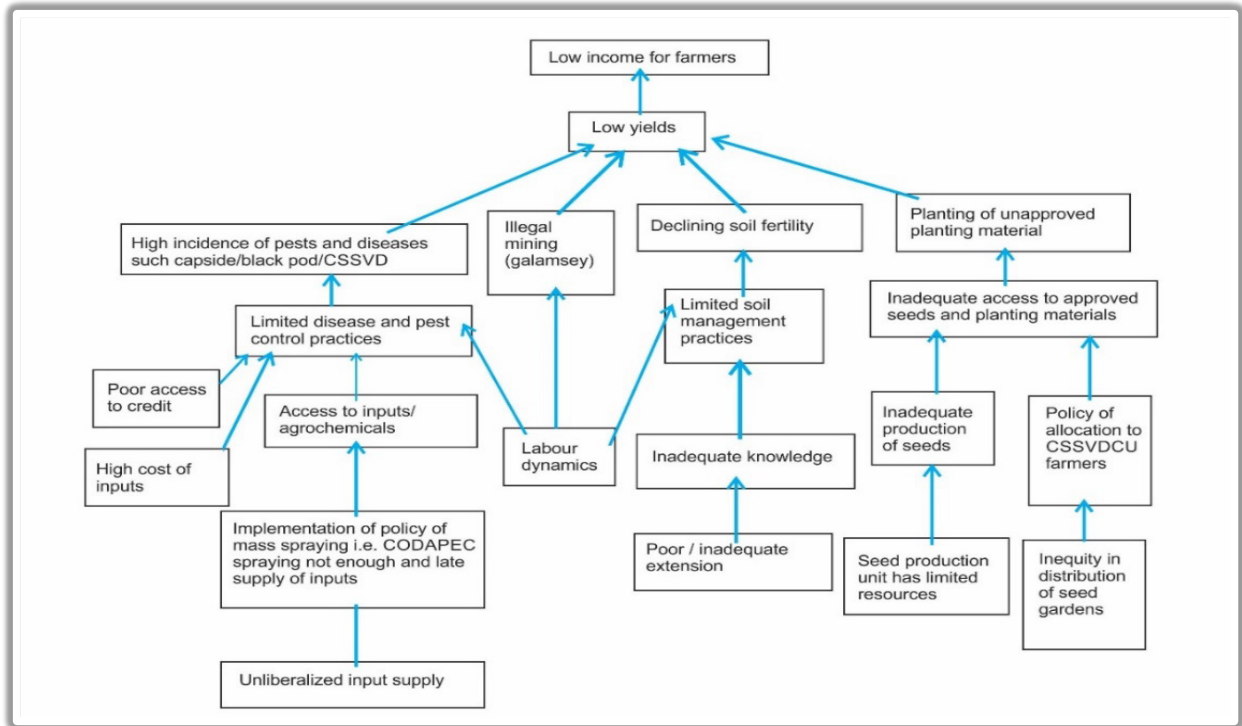 Low income for farmers
Low yields
High incidence of pests and diseases
such capside/black pod/CSSVD
Illegal
mining
(galamsey)
Declining soil fertility
Planting of unapproved
planting material
Limited disease and pest
control practices
Limited soil
management
practices
Inadequate access to approved
seeds and planting materials
Poor access
to credit
Access to inputs/
agrochemicals
High cost of
inputs
Labour
dynamics
Inadequate knowledge
Inadequate
production
of seeds
Policy of
allocation to
CSSVDCU
farmers
Implementation of policy of
mass spraying i.e. CODAPEC
spraying not enough and late
supply of inputs
Poor / inadequate
extension
Seed production
unit has limited
resources
Inequity in
distribution
of seed
gardens
Unliberalized input supply